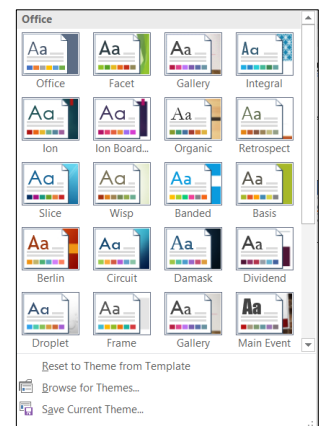 Office
Aa Aa Aa Aa
Office Facet Gallery Integral
Aa Aa Aa Aa
Ion Ion Board... Organic Retrospect
Aa Aa Aa Aa
Slice Wisp Banded Basis
Aa Aa Aa Aa
Berlin Circuit Damask Dividend
Aa Aa Aa Aa
Droplet Frame Gallery Main Event
Reset to Theme from Template
Browse for Themes...
Save Current Theme...